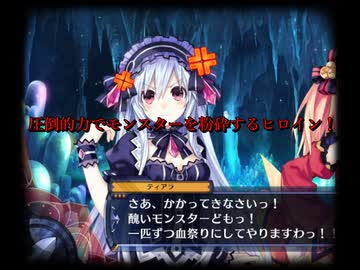 圧倒的力でモンスターを粉砕するヒロイン！
ティアラ
さあ、かかってきなさいっ！
醜いモンスターどもっ！
一匹ずつ血祭りにしてやりますわっ！！